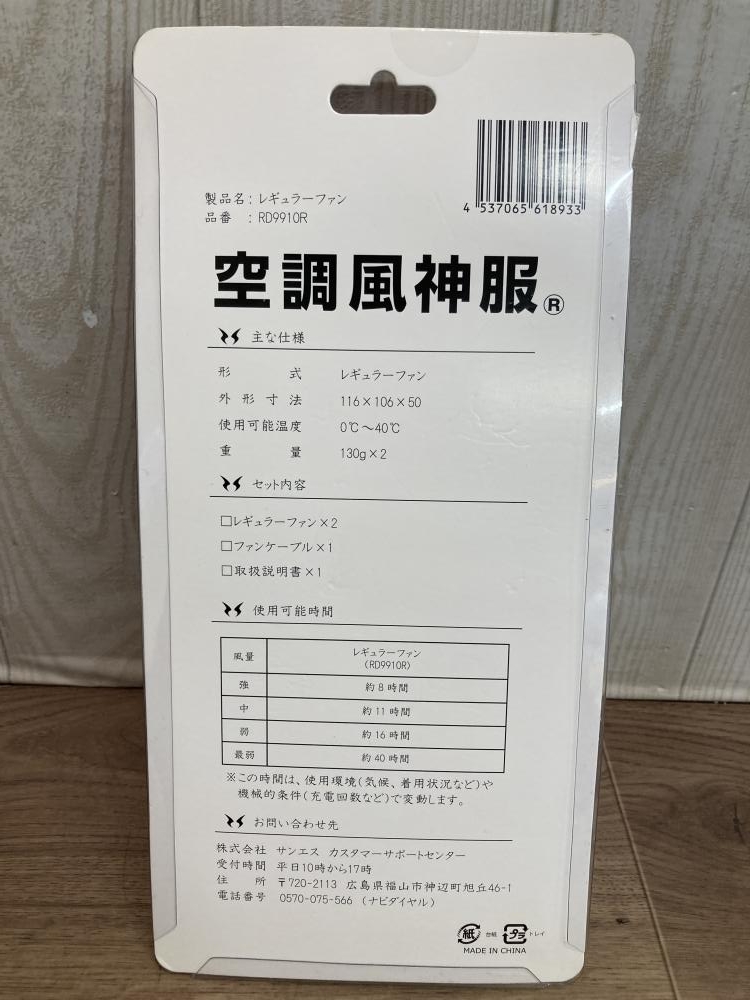 4 537065 618933
製品名：レギュラーファン
品番 ：RD9910R
空調風神服®
主な仕様
形式 レギュラーファン
外形寸法 116×106×50
使用可能温度 0℃～40℃
重量 130g×2
セット内容
□レギュラーファン×2
□ファンケーブル×1
□取扱説明書×1
使用可能時間
風量 レギュラーファン
(RD9910R)
強 約8時間
中 約11時間
弱 約16時間
最弱 約40時間
※この時間は、使用環境(気候、着用状況など)や
機械的条件(充電回数など)で変動します。
お問い合わせ先
株式会社 サンエス カスタマーサポートセンター
受付時間 平日10時から17時
住所 〒720-2113 広島県福山市神辺町旭丘46-1
電話番号 0570-075-566 (ナビダイヤル)
紙 台紙 プラ トレイ
MADE IN CHINA